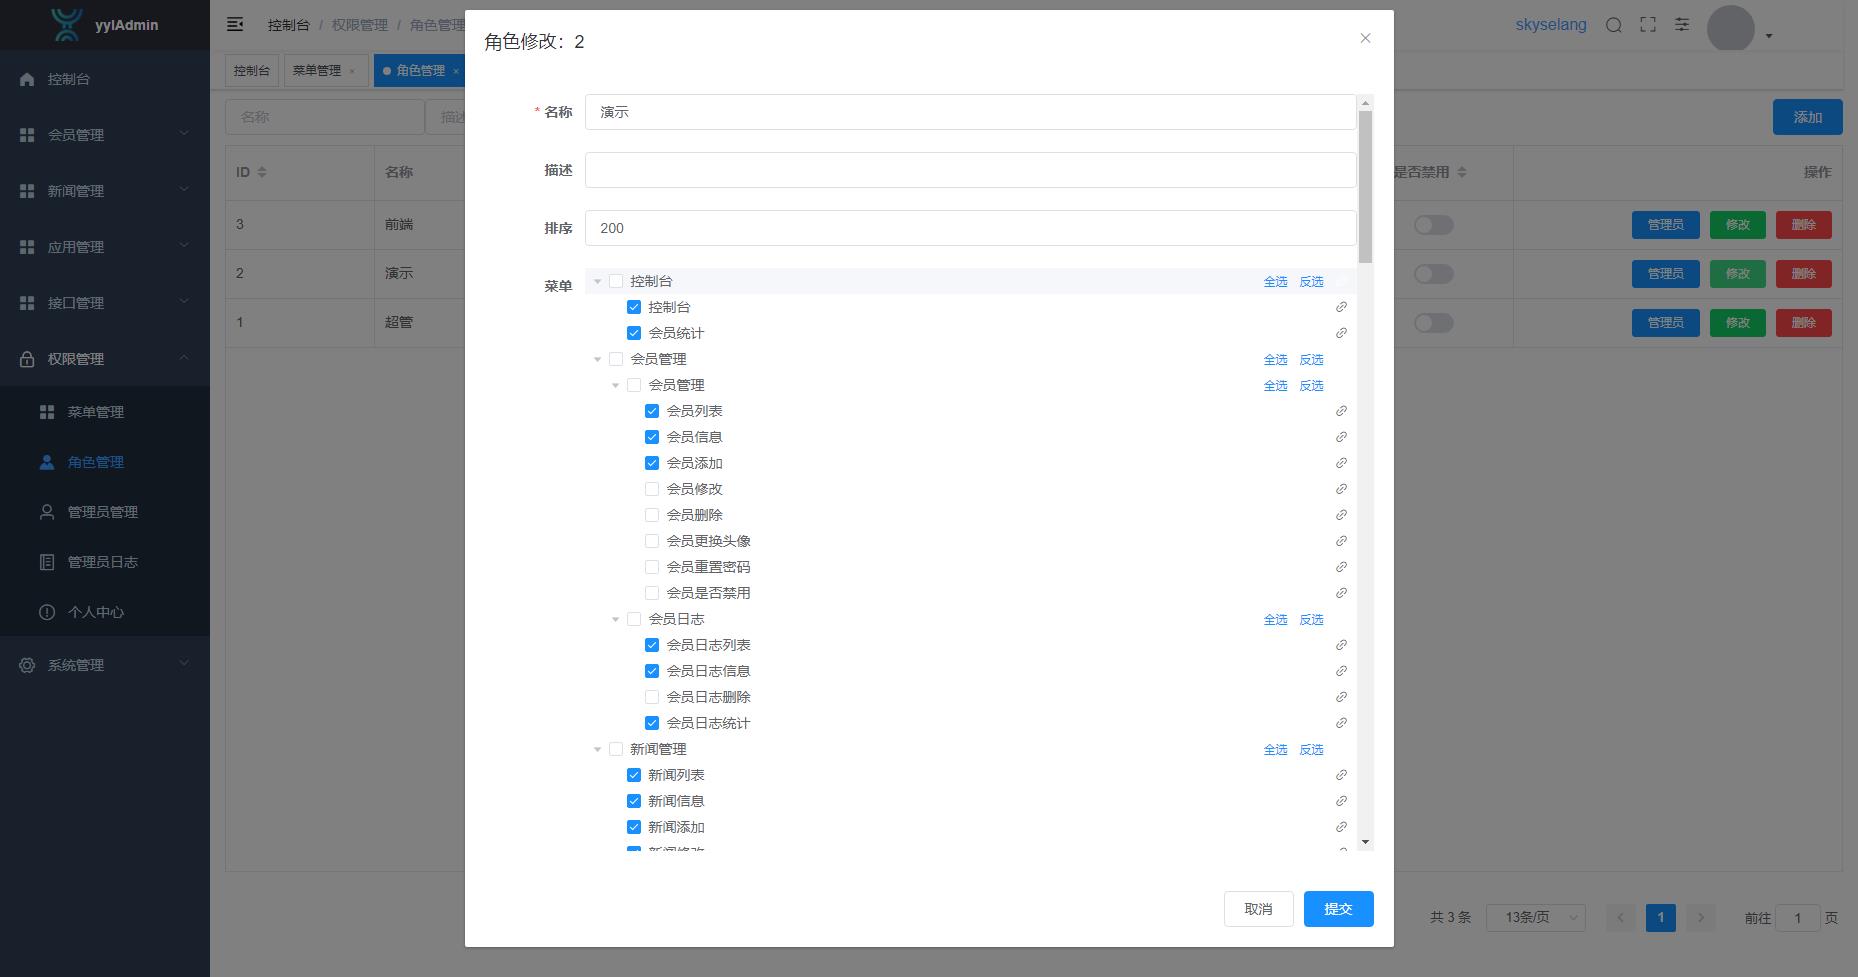 yylAdmin
控制台 / 权限管理 / 角色管理
skyselang
控制台
菜单管理 ×
角色管理 ×
控制台
会员管理
新闻管理
应用管理
接口管理
权限管理
菜单管理
角色管理
管理员管理
管理员日志
个人中心
系统管理
名称
描述
添加
ID
名称
是否禁用
操作
3
前端
管理员
修改
删除
2
演示
管理员
修改
删除
1
超管
管理员
修改
删除
角色修改：2
* 名称
演示
描述
排序
200
菜单
控制台 全选 反选
控制台
会员统计
会员管理 全选 反选
会员管理 全选 反选
会员列表
会员信息
会员添加
会员修改
会员删除
会员更换头像
会员重置密码
会员是否禁用
会员日志 全选 反选
会员日志列表
会员日志信息
会员日志删除
会员日志统计
新闻管理 全选 反选
新闻列表
新闻信息
新闻添加
新闻修改
取消
提交
共 3 条
13条/页
1
前往 1 页